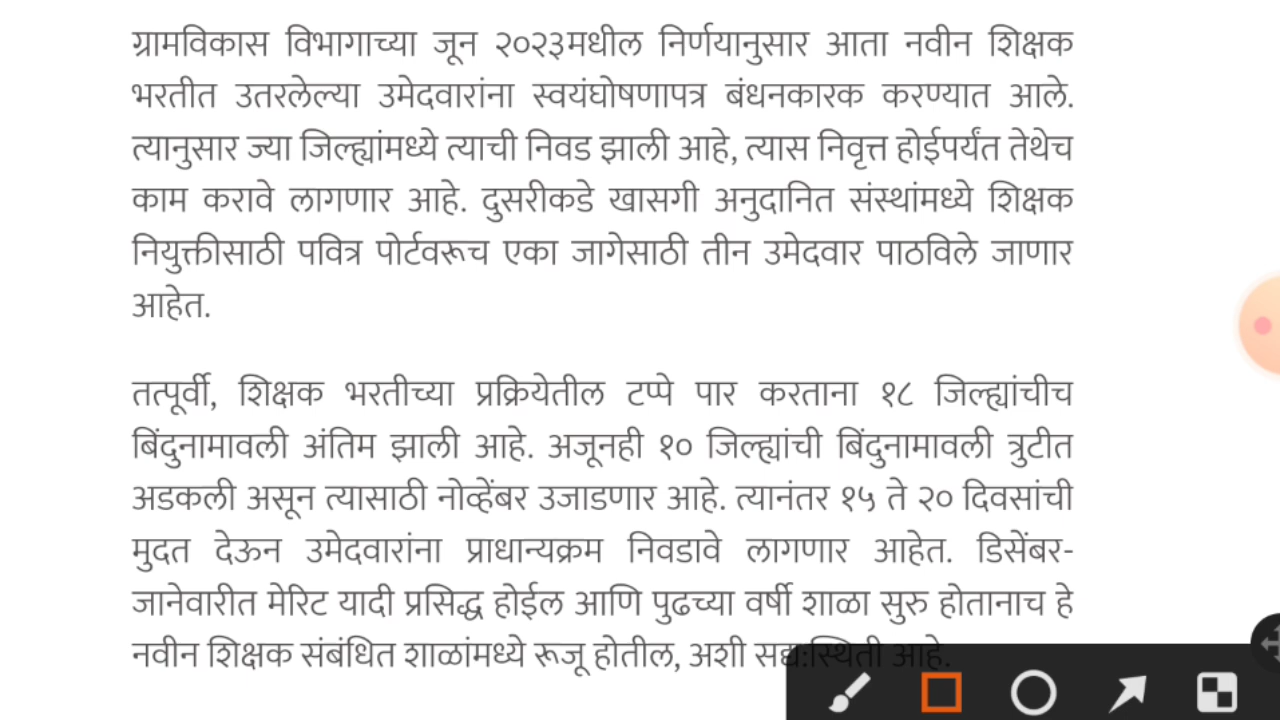 ग्रामविकास विभागाच्या जून २०२३मधील निर्णयानुसार आता नवीन शिक्षक
भरतीत उतरलेल्या उमेदवारांना स्वयंघोषणापत्र बंधनकारक करण्यात आले.
त्यानुसार ज्या जिल्ह्यांमध्ये त्याची निवड झाली आहे, त्यास निवृत्त होईपर्यंत तेथेच
काम करावे लागणार आहे. दुसरीकडे खासगी अनुदानित संस्थांमध्ये शिक्षक
नियुक्तीसाठी पवित्र पोर्टवरूच एका जागेसाठी तीन उमेदवार पाठविले जाणार
आहेत.
तत्पूर्वी, शिक्षक भरतीच्या प्रक्रियेतील टप्पे पार करताना १८ जिल्ह्यांचीच
बिंदुनामावली अंतिम झाली आहे. अजूनही १० जिल्ह्यांची बिंदुनामावली त्रुटीत
अडकली असून त्यासाठी नोव्हेंबर उजाडणार आहे. त्यानंतर १५ ते २० दिवसांची
मुदत देऊन उमेदवारांना प्राधान्यक्रम निवडावे लागणार आहेत. डिसेंबर-
जानेवारीत मेरिट यादी प्रसिद्ध होईल आणि पुढच्या वर्षी शाळा सुरु होतानाच हे
नवीन शिक्षक संबंधित शाळांमध्ये रूजू होतील, अशी सद्य:स्थिती आहे.